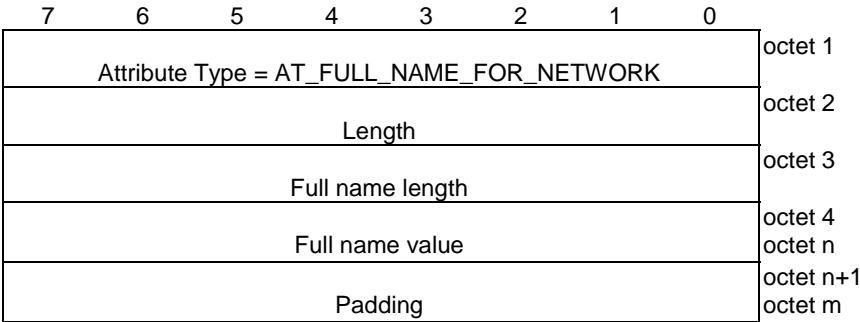 7 6 5 4 3 2 1 0
octet 1
Attribute Type = AT_FULL_NAME_FOR_NETWORK
octet 2
Length
octet 3
Full name length
octet 4
Full name value octet n
octet n+1
Padding octet m